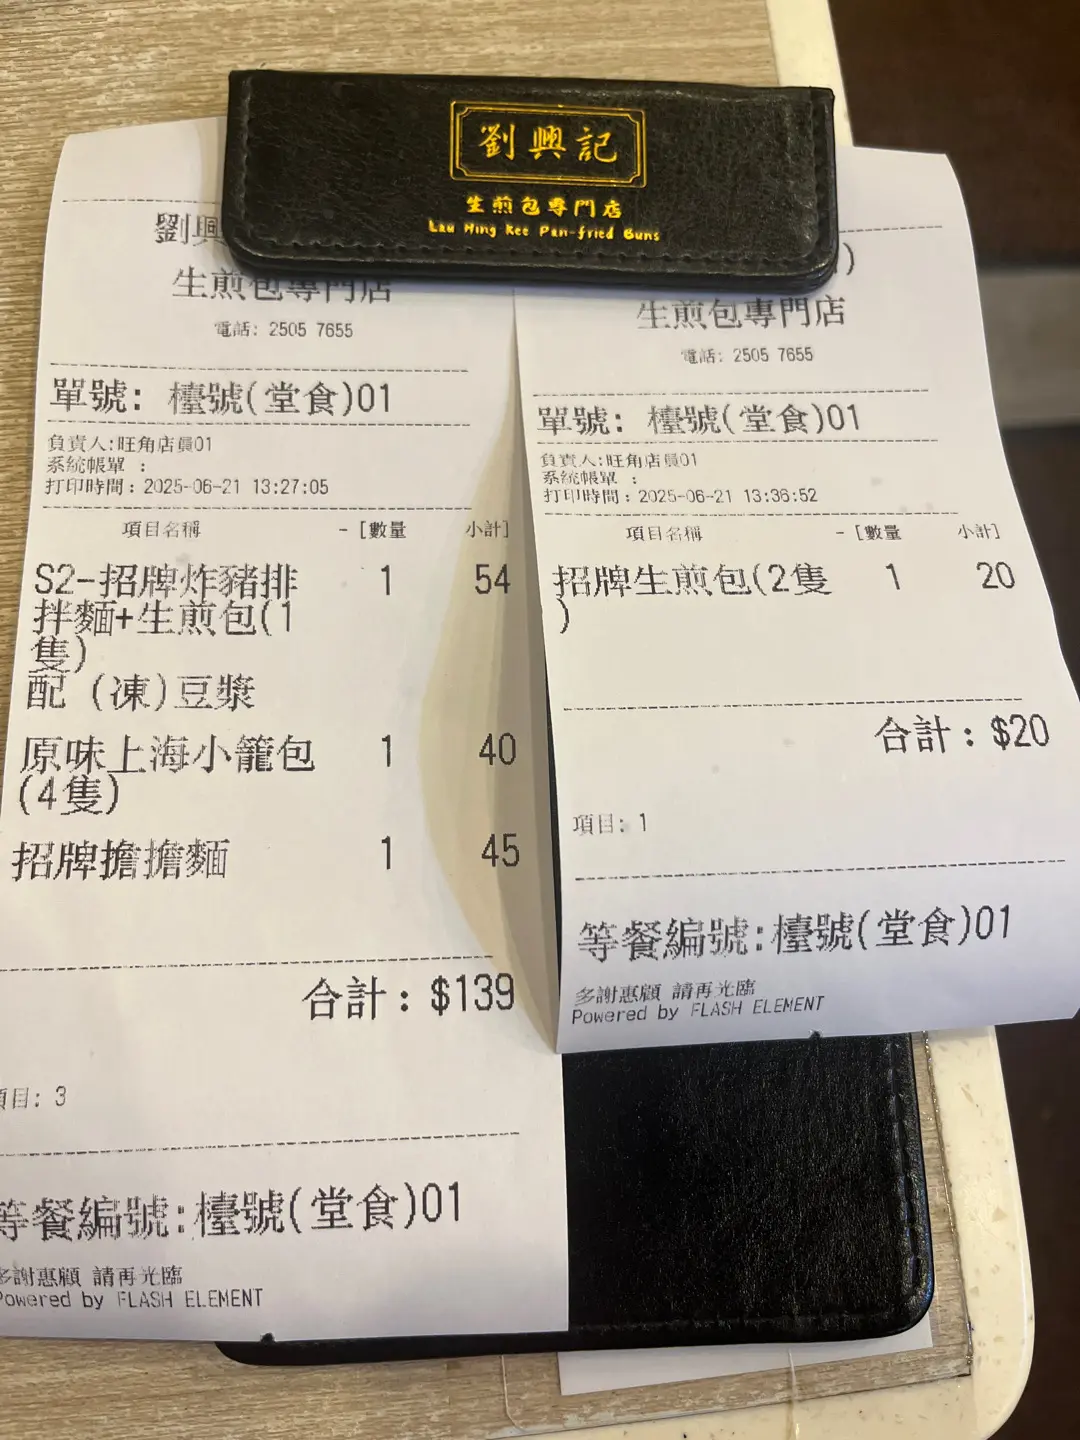 劉興記
生煎包專門店
Lau Hing Kee Pan-fried Buns
劉興
生煎包專門店
電話: 2505 7655
單號: 檯號(堂食)01
負責人:旺角店員01
系統帳單 :
打印時間 : 2025-06-21 13:27:05
項目名稱 - [數量 小計]
S2-招牌炸豬排 1 54
拌麵+生煎包(1
隻)
配 (凍)豆漿
原味上海小籠包 1 40
(4隻)
招牌擔擔麵 1 45
合計 : $139
項目: 3
等餐編號:檯號(堂食)01
多謝惠顧 請再光臨
Powered by FLASH ELEMENT
)
生煎包專門店
電話: 2505 7655
單號: 檯號(堂食)01
負責人:旺角店員01
系統帳單 :
打印時間 : 2025-06-21 13:36:52
項目名稱 - [數量 小計]
招牌生煎包(2隻 1 20
)
合計 : $20
項目: 1
等餐編號:檯號(堂食)01
多謝惠顧 請再光臨
Powered by FLASH ELEMENT